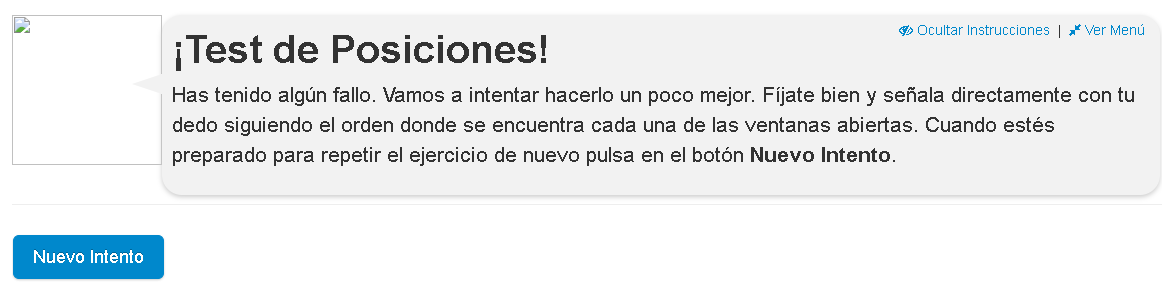 Ocultar Instrucciones | Ver Menú
¡Test de Posiciones!
Has tenido algún fallo. Vamos a intentar hacerlo un poco mejor. Fíjate bien y señala directamente con tu
dedo siguiendo el orden donde se encuentra cada una de las ventanas abiertas. Cuando estés
preparado para repetir el ejercicio de nuevo pulsa en el botón Nuevo Intento.
Nuevo Intento